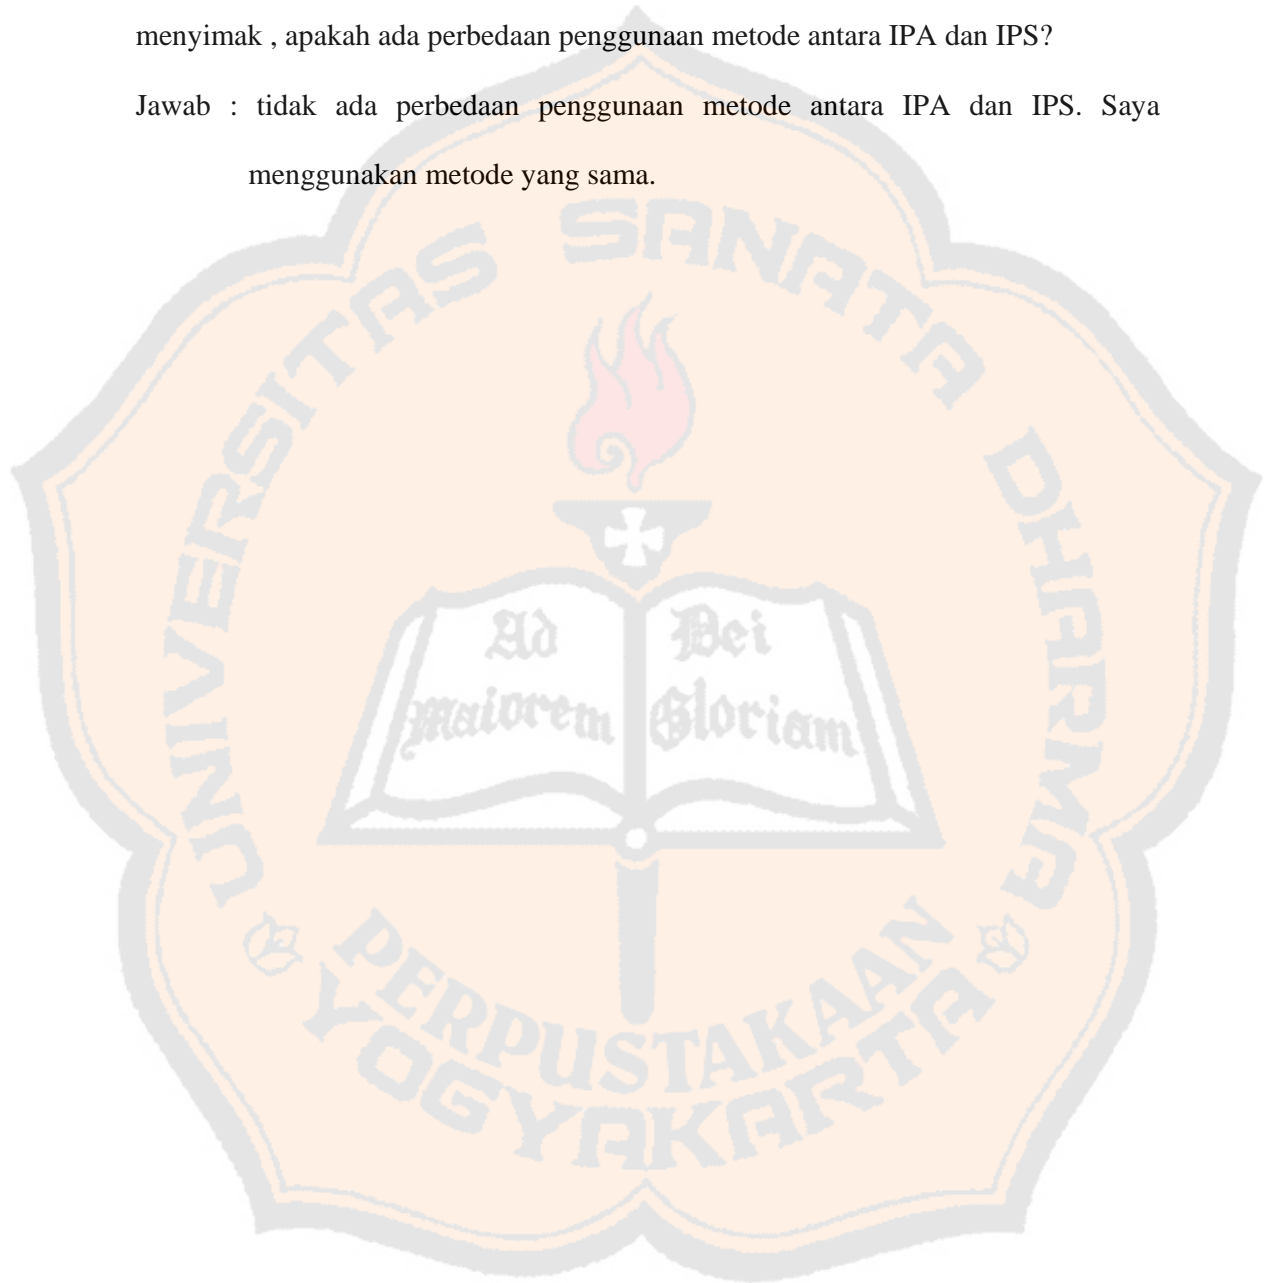 menyimak , apakah ada perbedaan penggunaan metode antara IPA dan IPS?
Jawab : tidak ada perbedaan penggunaan metode antara IPA dan IPS. Saya
menggunakan metode yang sama.
UNIVERSITAS SANATA DHARMA
Ad Dei
Maiorem Gloriam
PERPUSTAKAAN
YOGYAKARTA